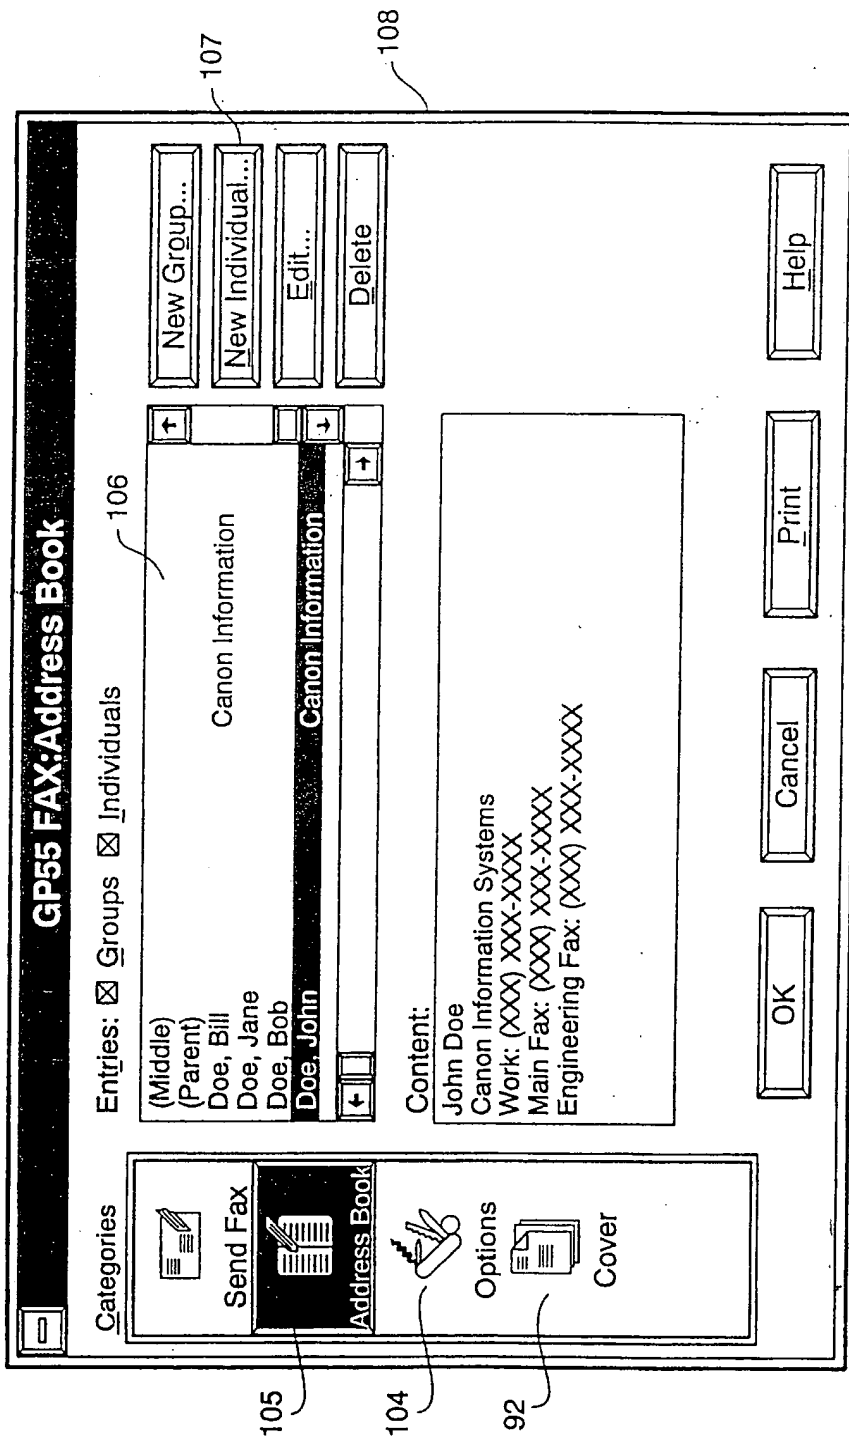 GP55 FAX:Address Book
Categories
Send Fax
Address Book
Options
Cover
Entries: ☒ Groups ☒ Individuals
(Middle)
(Parent)
Doe, Bill Canon Information
Doe, Jane
Doe, Bob
Doe, John Canon Information
New Group...
New Individual...
Edit...
Delete
Content:
John Doe
Canon Information Systems
Work: (XXX) XXX-XXXX
Main Fax: (XXX) XXX-XXXX
Engineering Fax: (XXX) XXX-XXXX
OK
Cancel
Print
Help
105
104
92
106
107
108